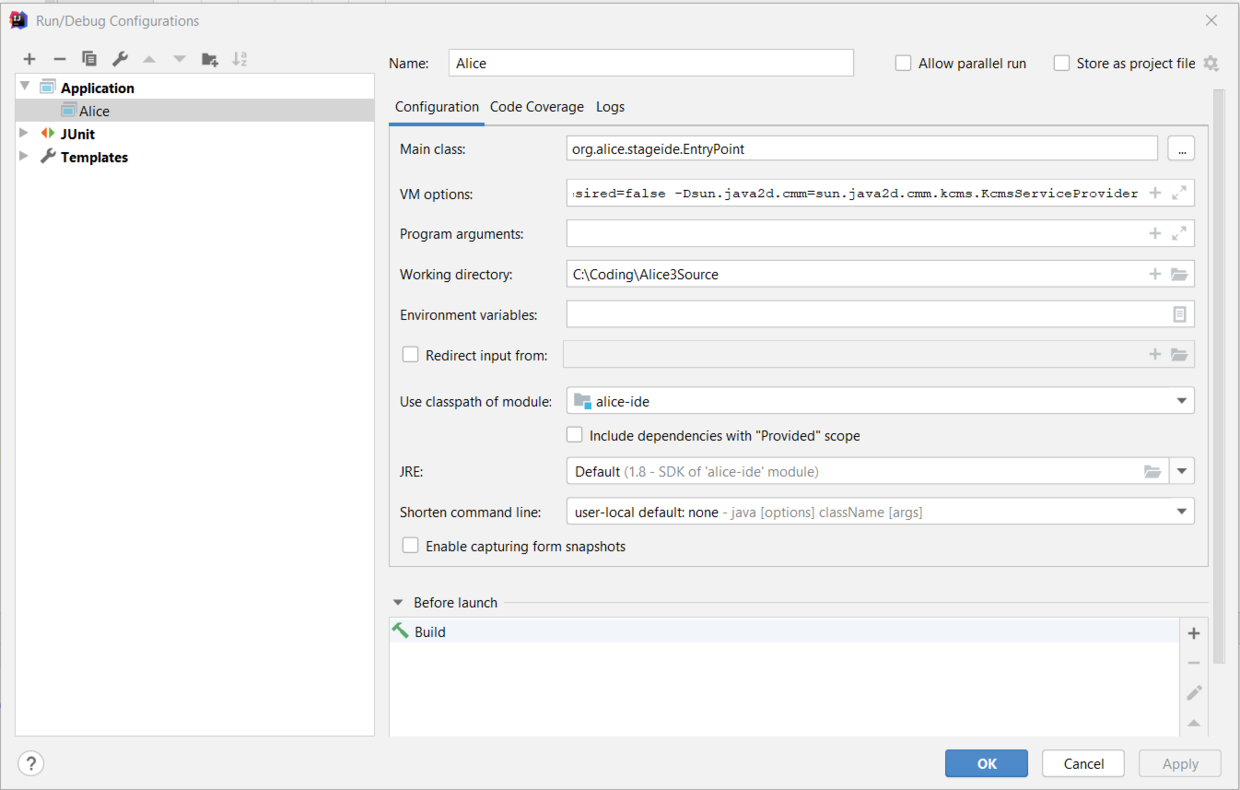 Run/Debug Configurations
Application
Alice
JUnit
Templates
Name: Alice
Allow parallel run
Store as project file
Configuration Code Coverage Logs
Main class: org.alice.stageide.EntryPoint ...
VM options: sired=false -Dsun.java2d.cmm=sun.java2d.cmm.kcms.KcmsServiceProvider
Program arguments:
Working directory: C:\Coding\Alice3Source
Environment variables:
Redirect input from:
Use classpath of module: alice-ide
Include dependencies with "Provided" scope
JRE: Default (1.8 - SDK of 'alice-ide' module)
Shorten command line: user-local default: none - java [options] className [args]
Enable capturing form snapshots
Before launch
Build
? OK Cancel Apply